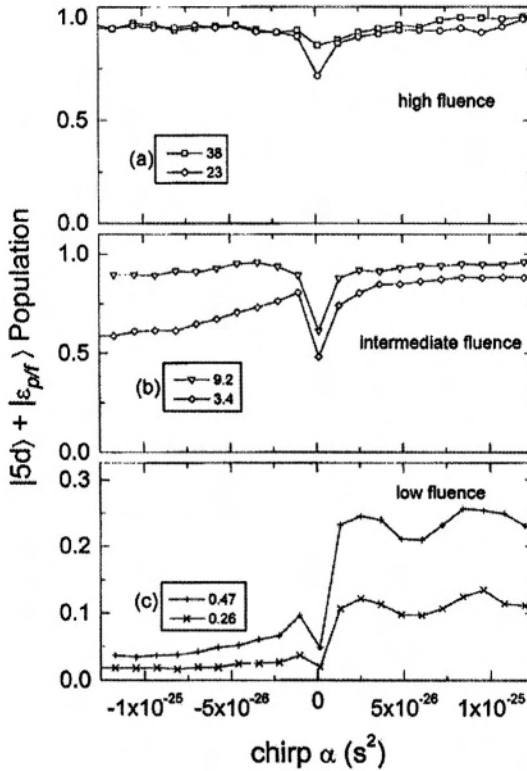 1.0
0.5
0.0
(a)
38
23
high fluence
1.0
0.5
0.0
(b)
9.2
3.4
intermediate fluence
0.3
0.2
0.1
0.0
(c)
0.47
0.26
low fluence
-1x10⁻²⁵
-5x10⁻²⁶
0
5x10⁻²⁶
1x10⁻²⁵
chirp α (s²)
|5d⟩ + |εp/f⟩ Population